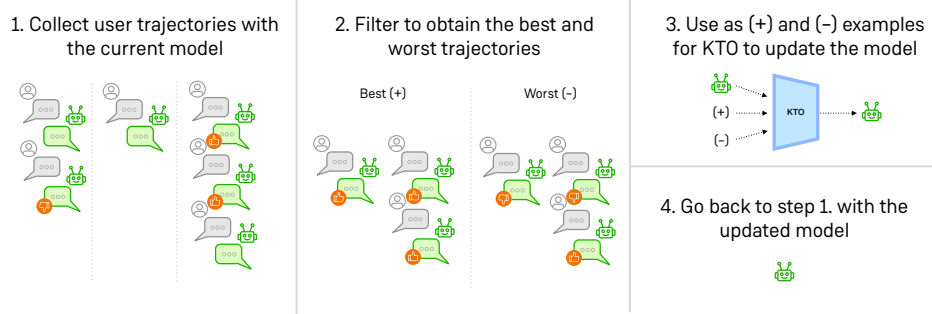 1. Collect user trajectories with
the current model
2. Filter to obtain the best and
worst trajectories
Best (+)
Worst (−)
3. Use as (+) and (−) examples
for KTO to update the model
(+)
(−)
KTO
4. Go back to step 1. with the
updated model